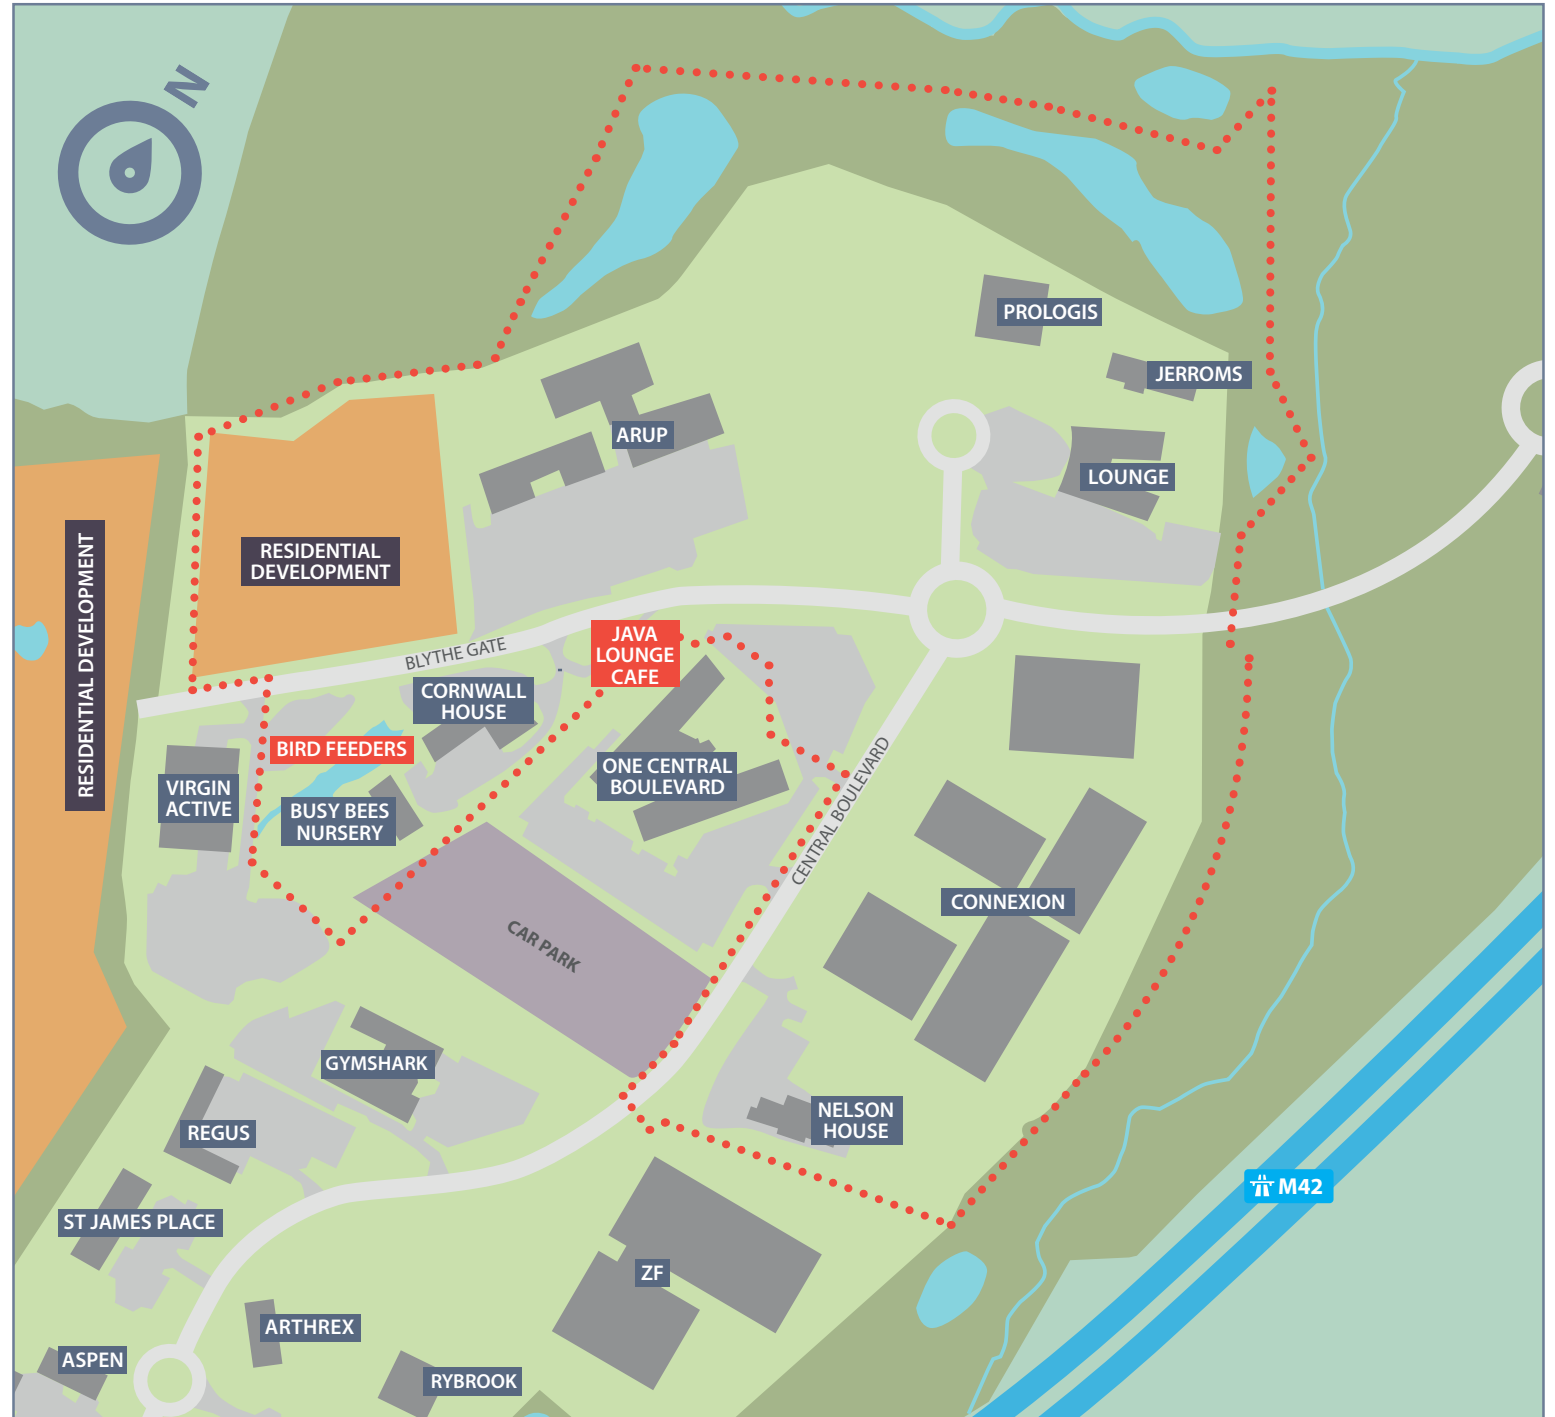 N
PROLOGIS
JERROMS
ARUP
LOUNGE
RESIDENTIAL
DEVELOPMENT
RESIDENTIAL DEVELOPMENT
BLYTHE GATE
JAVA
LOUNGE
CAFE
CORNWALL
HOUSE
BIRD FEEDERS
VIRGIN
ACTIVE
ONE CENTRAL
BOULEVARD
BUSY BEES
NURSERY
CENTRAL BOULEVARD
CONNEXION
CAR PARK
GYMSHARK
NELSON
HOUSE
REGUS
M42
ST JAMES PLACE
ZF
ARTHREX
ASPEN
RYBROOK